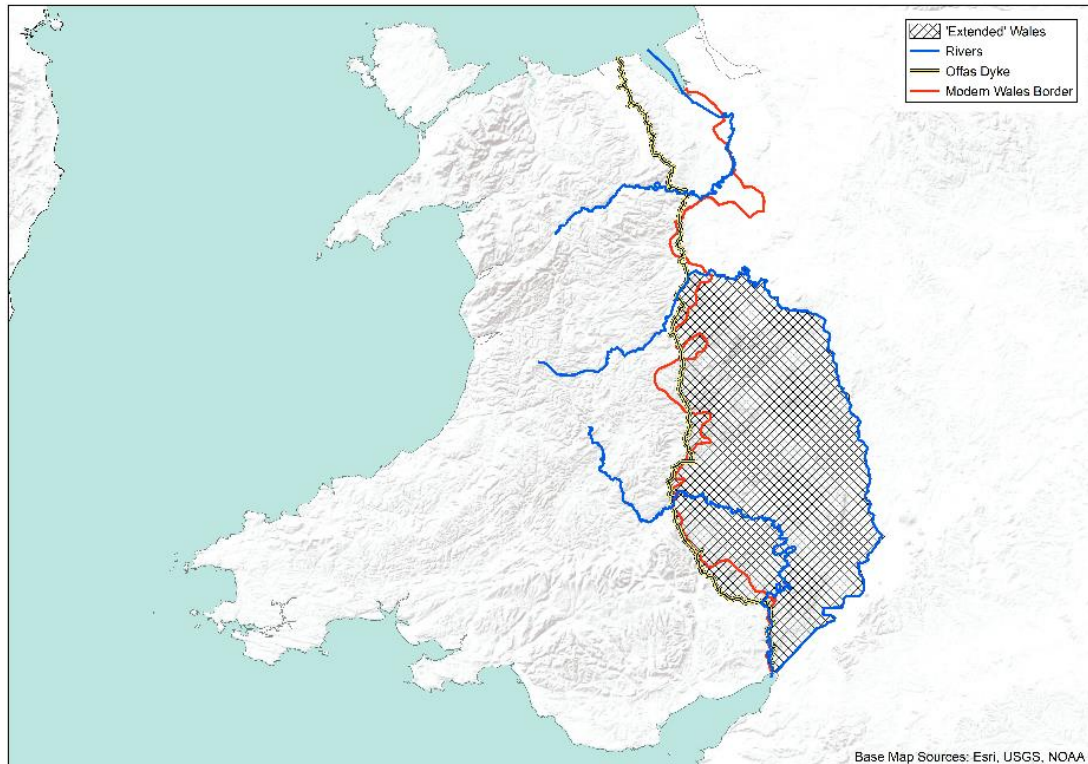 'Extended' Wales
Rivers
Offas Dyke
Modern Wales Border
Base Map Sources: Esri, USGS, NOAA